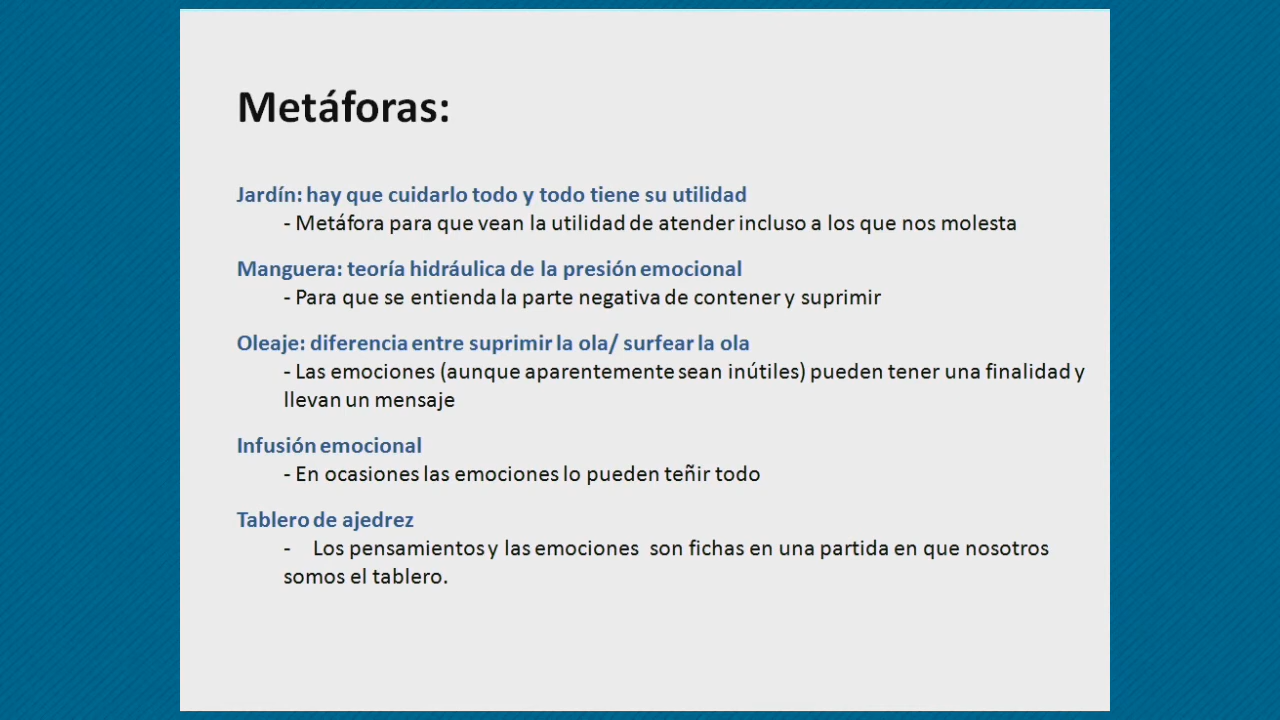 Metáforas:
Jardín: hay que cuidarlo todo y todo tiene su utilidad
- Metáfora para que vean la utilidad de atender incluso a los que nos molesta
Manguera: teoría hidráulica de la presión emocional
- Para que se entienda la parte negativa de contener y suprimir
Oleaje: diferencia entre suprimir la ola/ surfear la ola
- Las emociones (aunque aparentemente sean inútiles) pueden tener una finalidad y
llevan un mensaje
Infusión emocional
- En ocasiones las emociones lo pueden teñir todo
Tablero de ajedrez
- Los pensamientos y las emociones son fichas en una partida en que nosotros
somos el tablero.